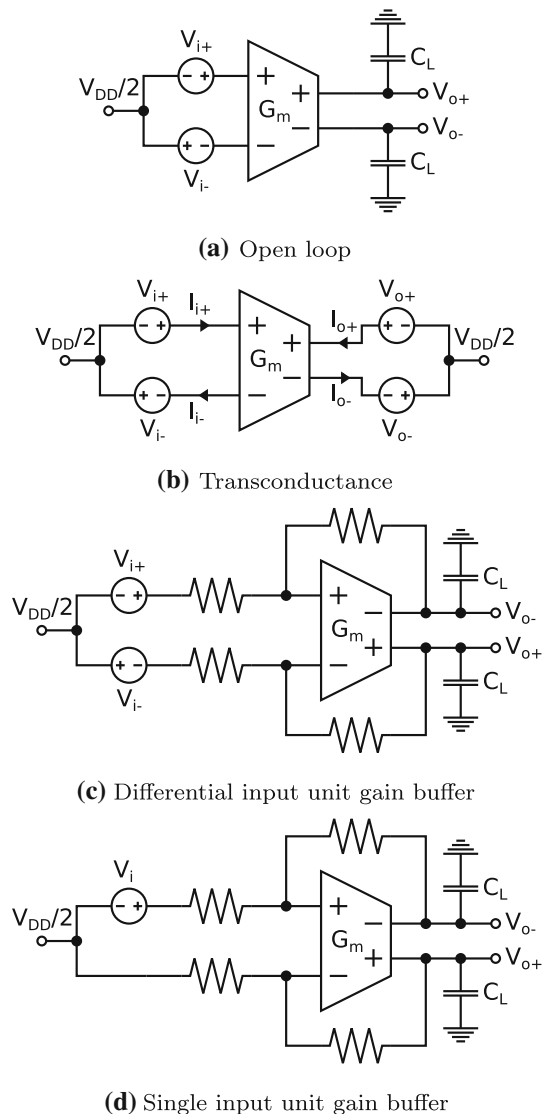 V_i+
V_DD/2
+
+
C_L
V_o+
G_m
−
−
V_o-
C_L
V_i-
(a) Open loop
V_i+
I_i+
V_o+
V_DD/2
+
+
I_o+
V_DD/2
G_m
−
−
I_i-
I_o-
V_i-
V_o-
(b) Transconductance
V_i+
C_L
V_DD/2
+
−
V_o-
G_m
+
V_o+
−
C_L
V_i-
(c) Differential input unit gain buffer
V_i
C_L
V_DD/2
+
−
V_o-
G_m
+
V_o+
−
C_L
(d) Single input unit gain buffer